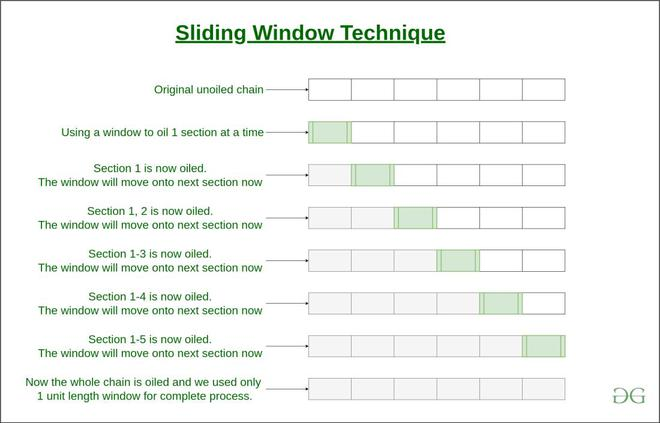 Sliding Window Technique
Original unoiled chain
Using a window to oil 1 section at a time
Section 1 is now oiled.
The window will move onto next section now
Section 1, 2 is now oiled.
The window will move onto next section now
Section 1-3 is now oiled.
The window will move onto next section now
Section 1-4 is now oiled.
The window will move onto next section now
Section 1-5 is now oiled.
The window will move onto next section now
Now the whole chain is oiled and we used only
1 unit length window for complete process.